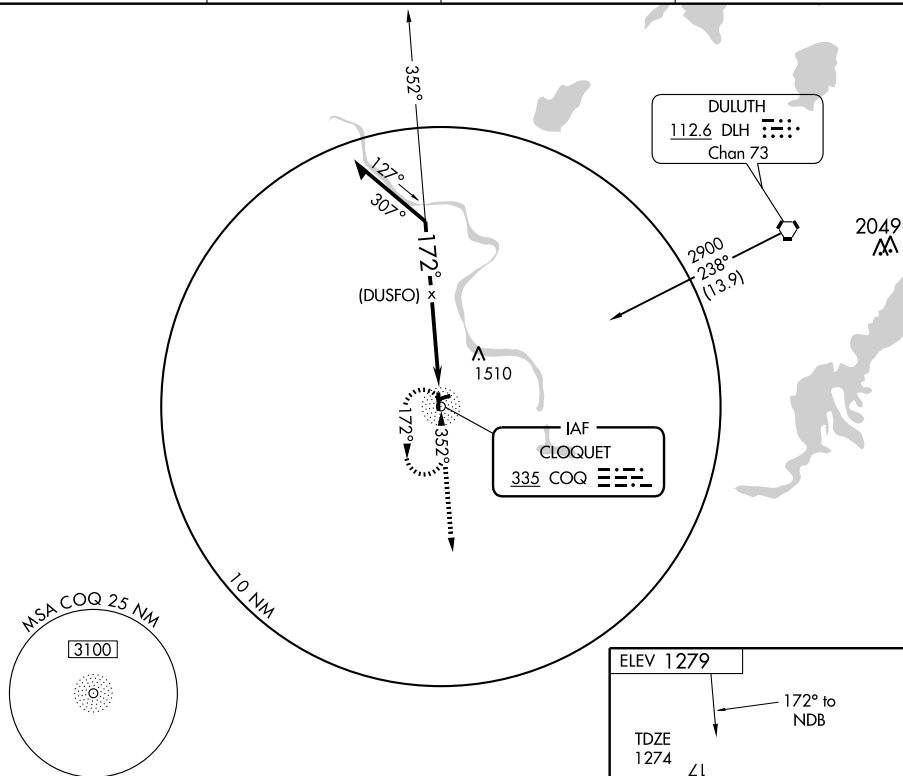 352°
DULUTH
112.6 DLH
Chan 73
127°
307°
2049
2900
238°
(13.9)
172°
(DUSFO) x
1510
172°
352°
IAF
CLOQUET
335 COQ
10 NM
MSA COQ 25 NM
3100
ELEV 1279
172° to
NDB
TDZE
1274